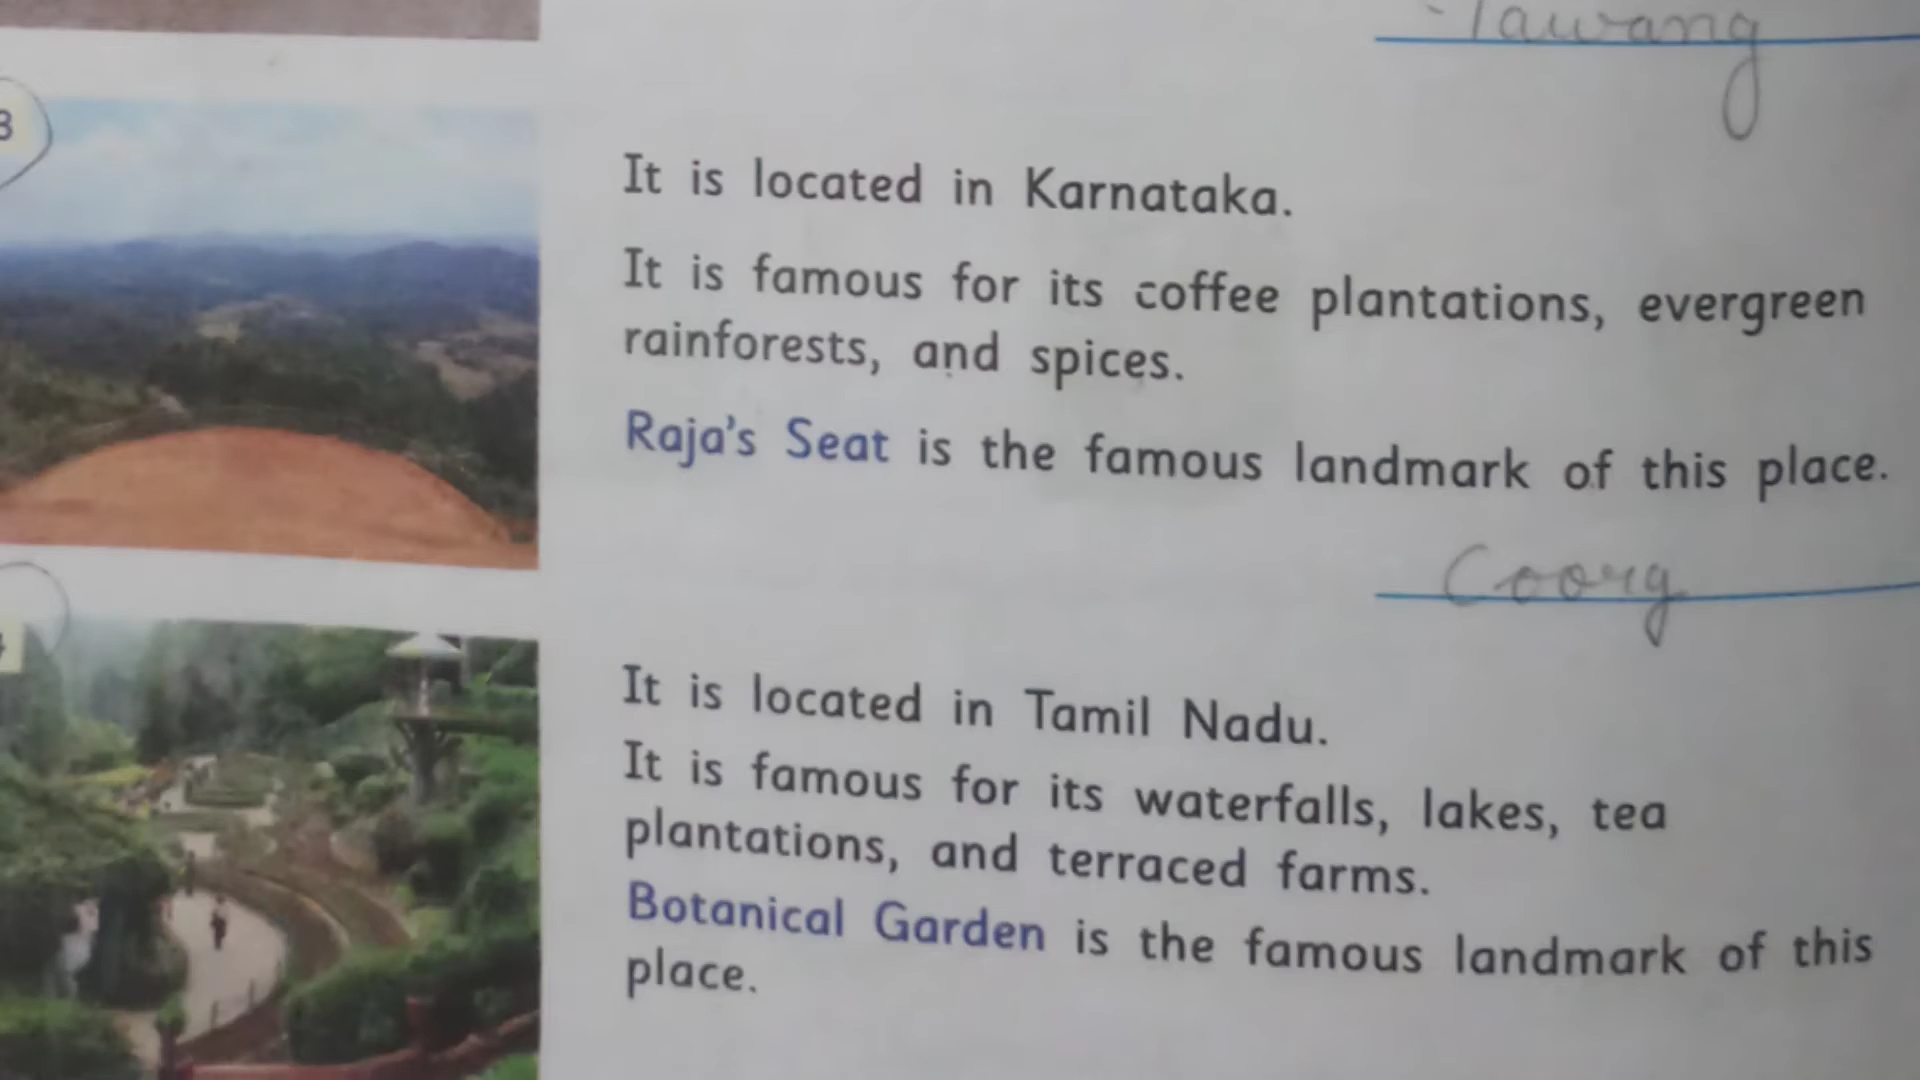 Tawang
3
It is located in Karnataka.
It is famous for its coffee plantations, evergreen
rainforests, and spices.
Raja's Seat is the famous landmark of this place.
Coorg
It is located in Tamil Nadu.
It is famous for its waterfalls, lakes, tea
plantations, and terraced farms.
Botanical Garden is the famous landmark of this
place.